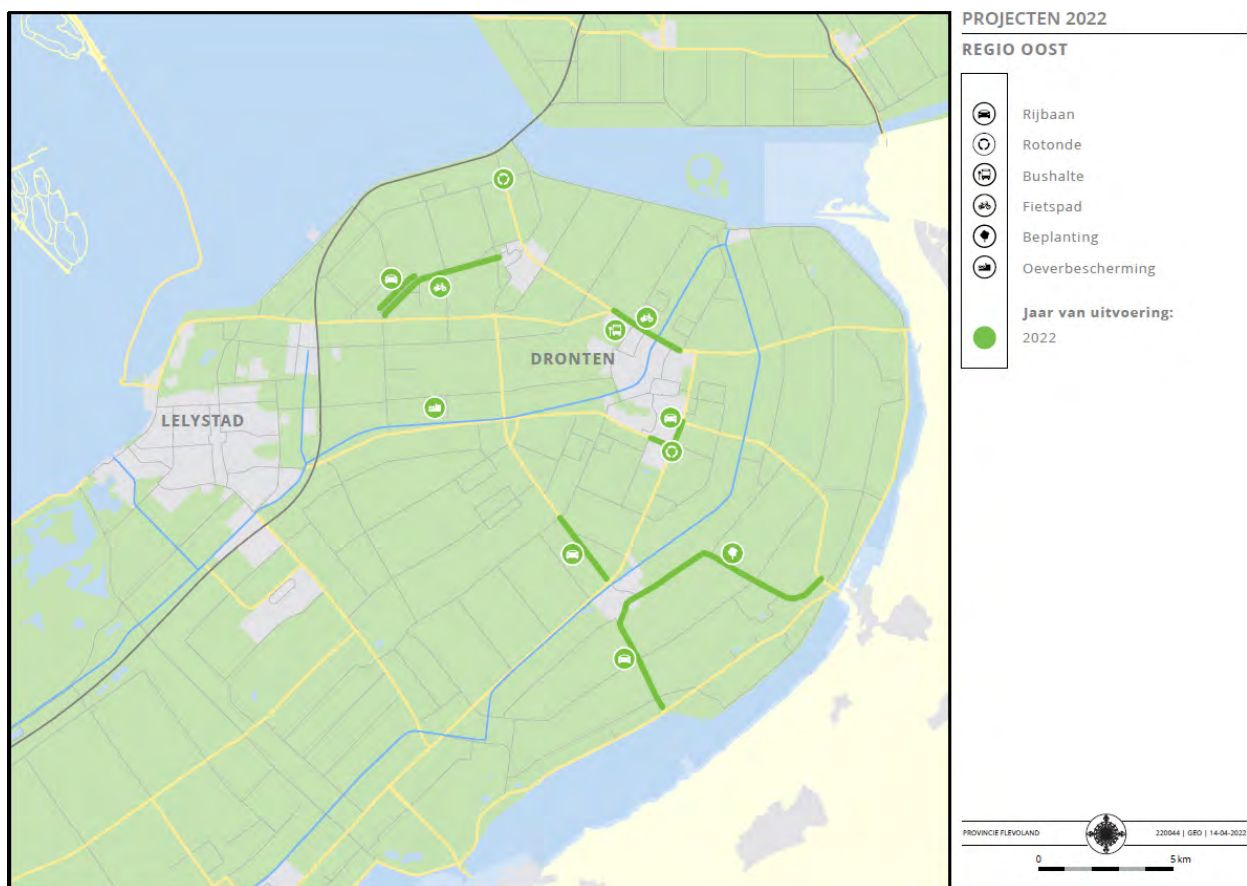 PROJECTEN 2022
REGIO OOST
Rijbaan
Rotonde
Bushalte
Fietspad
Beplanting
Oeverbescherming
Jaar van uitvoering:
2022
DRONTEN
LELYSTAD
PROVINCIE FLEVOLAND
220044 | GEO | 14-04-2022
0 5 km